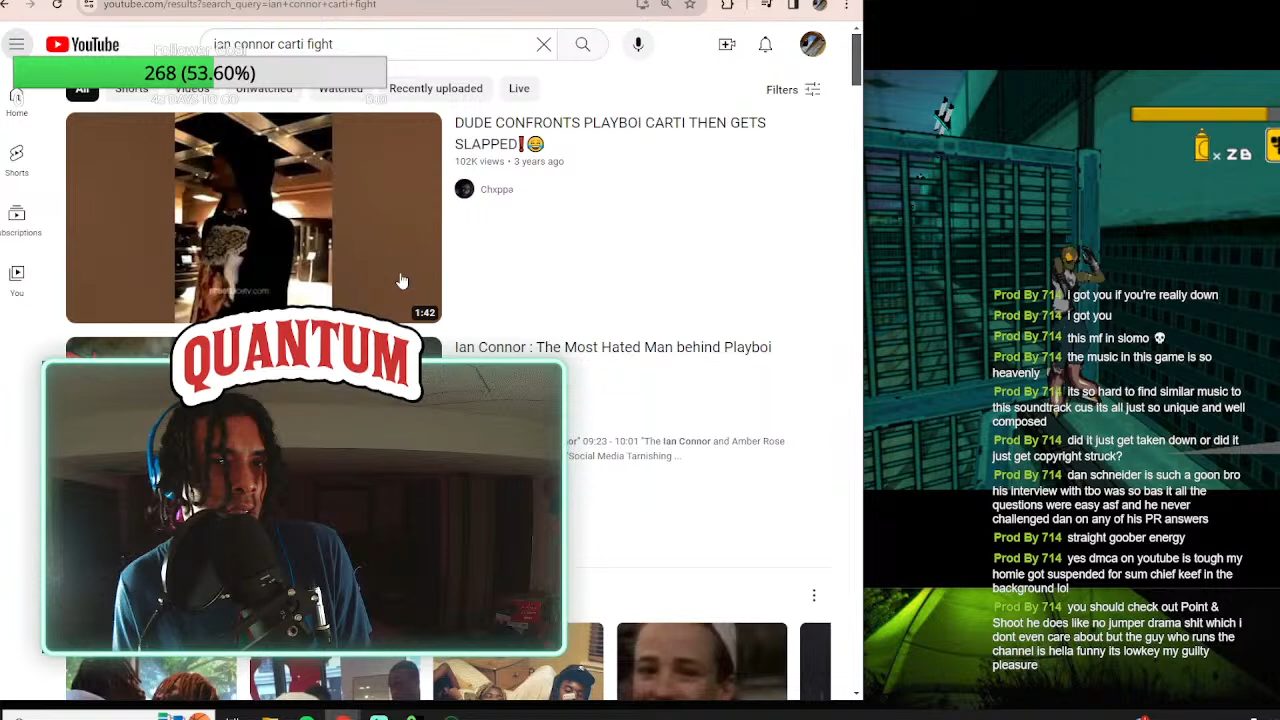 youtube.com/results?search_query=ian+connor+carti+fight
YouTube
ian connor carti fight
Follower Goal
268 (53.60%)
All
Shorts
Videos
Unwatched
Watched
Recently uploaded
Live
Filters
Home
Shorts
ubscriptions
You
DUDE CONFRONTS PLAYBOI CARTI THEN GETS
SLAPPED❗😂
102K views • 3 years ago
Chxppa
1:42
Ian Connor : The Most Hated Man behind Playboi
or" 09:23 - 10:01 "The Ian Connor and Amber Rose
"Social Media Tarnishing ...
QUANTUM
x 28
Prod By 714 I got you if you're really down
Prod By 714 I got you
Prod By 714 this mf in slomo 💀
Prod By 714 the music in this game is so
heavenly
Prod By 714 its so hard to find similar music to
this soundtrack cus its all just so unique and well
composed
Prod By 714 did it just get taken down or did it
just get copyright struck?
Prod By 714 dan schneider is such a goon bro
his interview with tbo was so bas it all the
questions were easy asf and he never
challenged dan on any of his PR answers
Prod By 714 straight goober energy
Prod By 714 yes dmca on youtube is tough my
homie got suspended for sum chief keef in the
background lol
Prod By 714 you should check out Point &
Shoot he does like no jumper drama shit which i
dont even care about but the guy who runs the
channel is hella funny its lowkey my guilty
pleasure